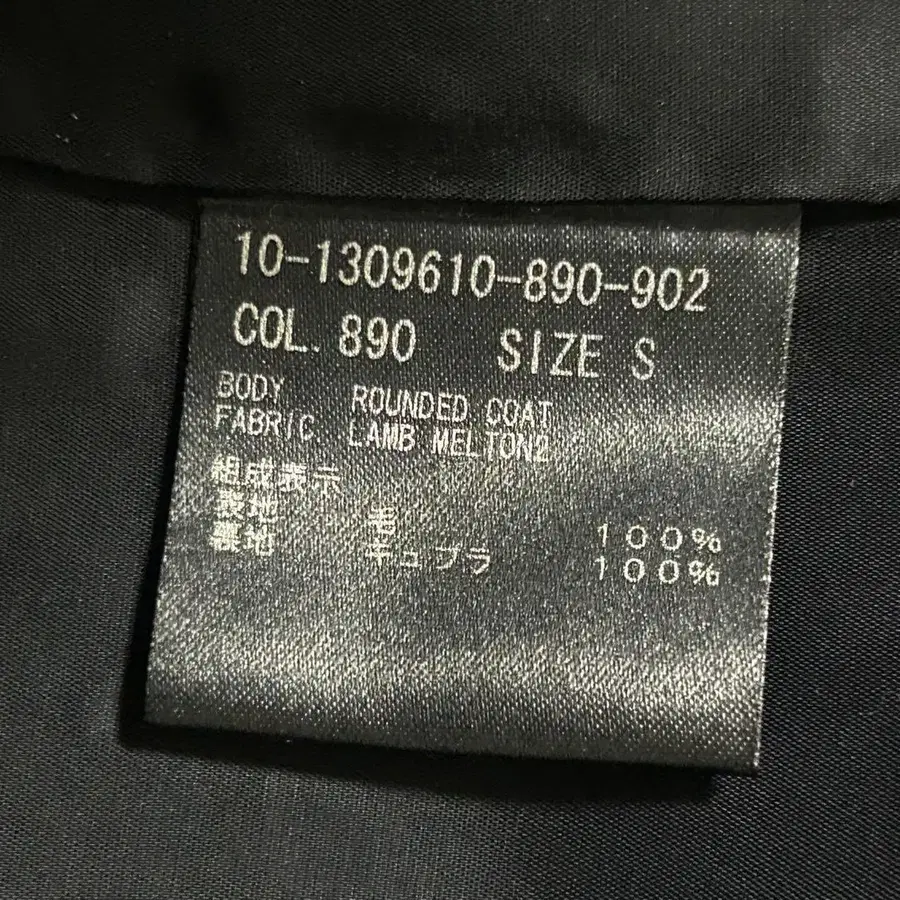 10-1309610-890-902
COL. 890 SIZE S
BODY ROUNDED COAT
FABRIC LAMB MELTON2
組成表示
表地 毛 100%
裏地 キュプラ 100%